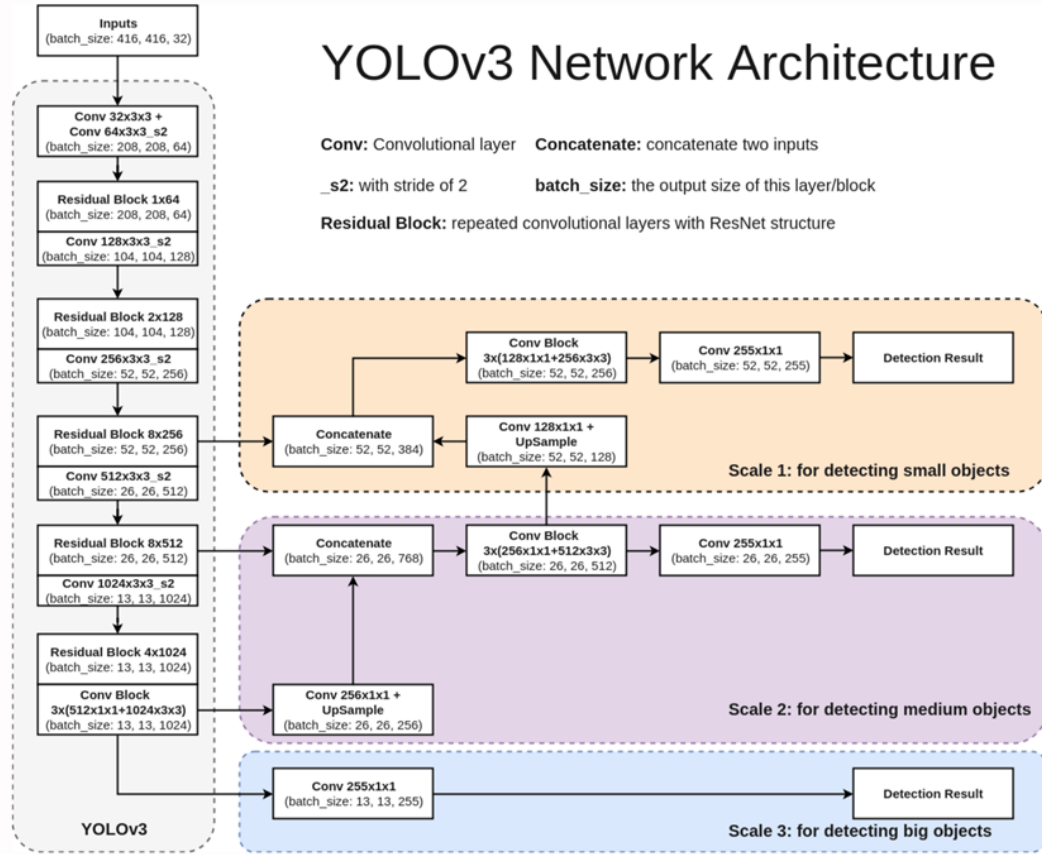 YOLOv3 Network Architecture
Conv: Convolutional layer
Concatenate: concatenate two inputs
_s2: with stride of 2
batch_size: the output size of this layer/block
Residual Block: repeated convolutional layers with ResNet structure
Inputs
(batch_size: 416, 416, 32)
Conv 32x3x3 +
Conv 64x3x3_s2
(batch_size: 208, 208, 64)
Residual Block 1x64
(batch_size: 208, 208, 64)
Conv 128x3x3_s2
(batch_size: 104, 104, 128)
Residual Block 2x128
(batch_size: 104, 104, 128)
Conv 256x3x3_s2
(batch_size: 52, 52, 256)
Residual Block 8x256
(batch_size: 52, 52, 256)
Conv 512x3x3_s2
(batch_size: 26, 26, 512)
Residual Block 8x512
(batch_size: 26, 26, 512)
Conv 1024x3x3_s2
(batch_size: 13, 13, 1024)
Residual Block 4x1024
(batch_size: 13, 13, 1024)
Conv Block
3x(512x1x1+1024x3x3)
(batch_size: 13, 13, 1024)
YOLOv3
Conv Block
3x(128x1x1+256x3x3)
(batch_size: 52, 52, 256)
Conv 255x1x1
(batch_size: 52, 52, 255)
Detection Result
Concatenate
(batch_size: 52, 52, 384)
Conv 128x1x1 +
UpSample
(batch_size: 52, 52, 128)
Scale 1: for detecting small objects
Concatenate
(batch_size: 26, 26, 768)
Conv Block
3x(256x1x1+512x3x3)
(batch_size: 26, 26, 512)
Conv 255x1x1
(batch_size: 26, 26, 255)
Detection Result
Conv 256x1x1 +
UpSample
(batch_size: 26, 26, 256)
Scale 2: for detecting medium objects
Conv 255x1x1
(batch_size: 13, 13, 255)
Detection Result
Scale 3: for detecting big objects